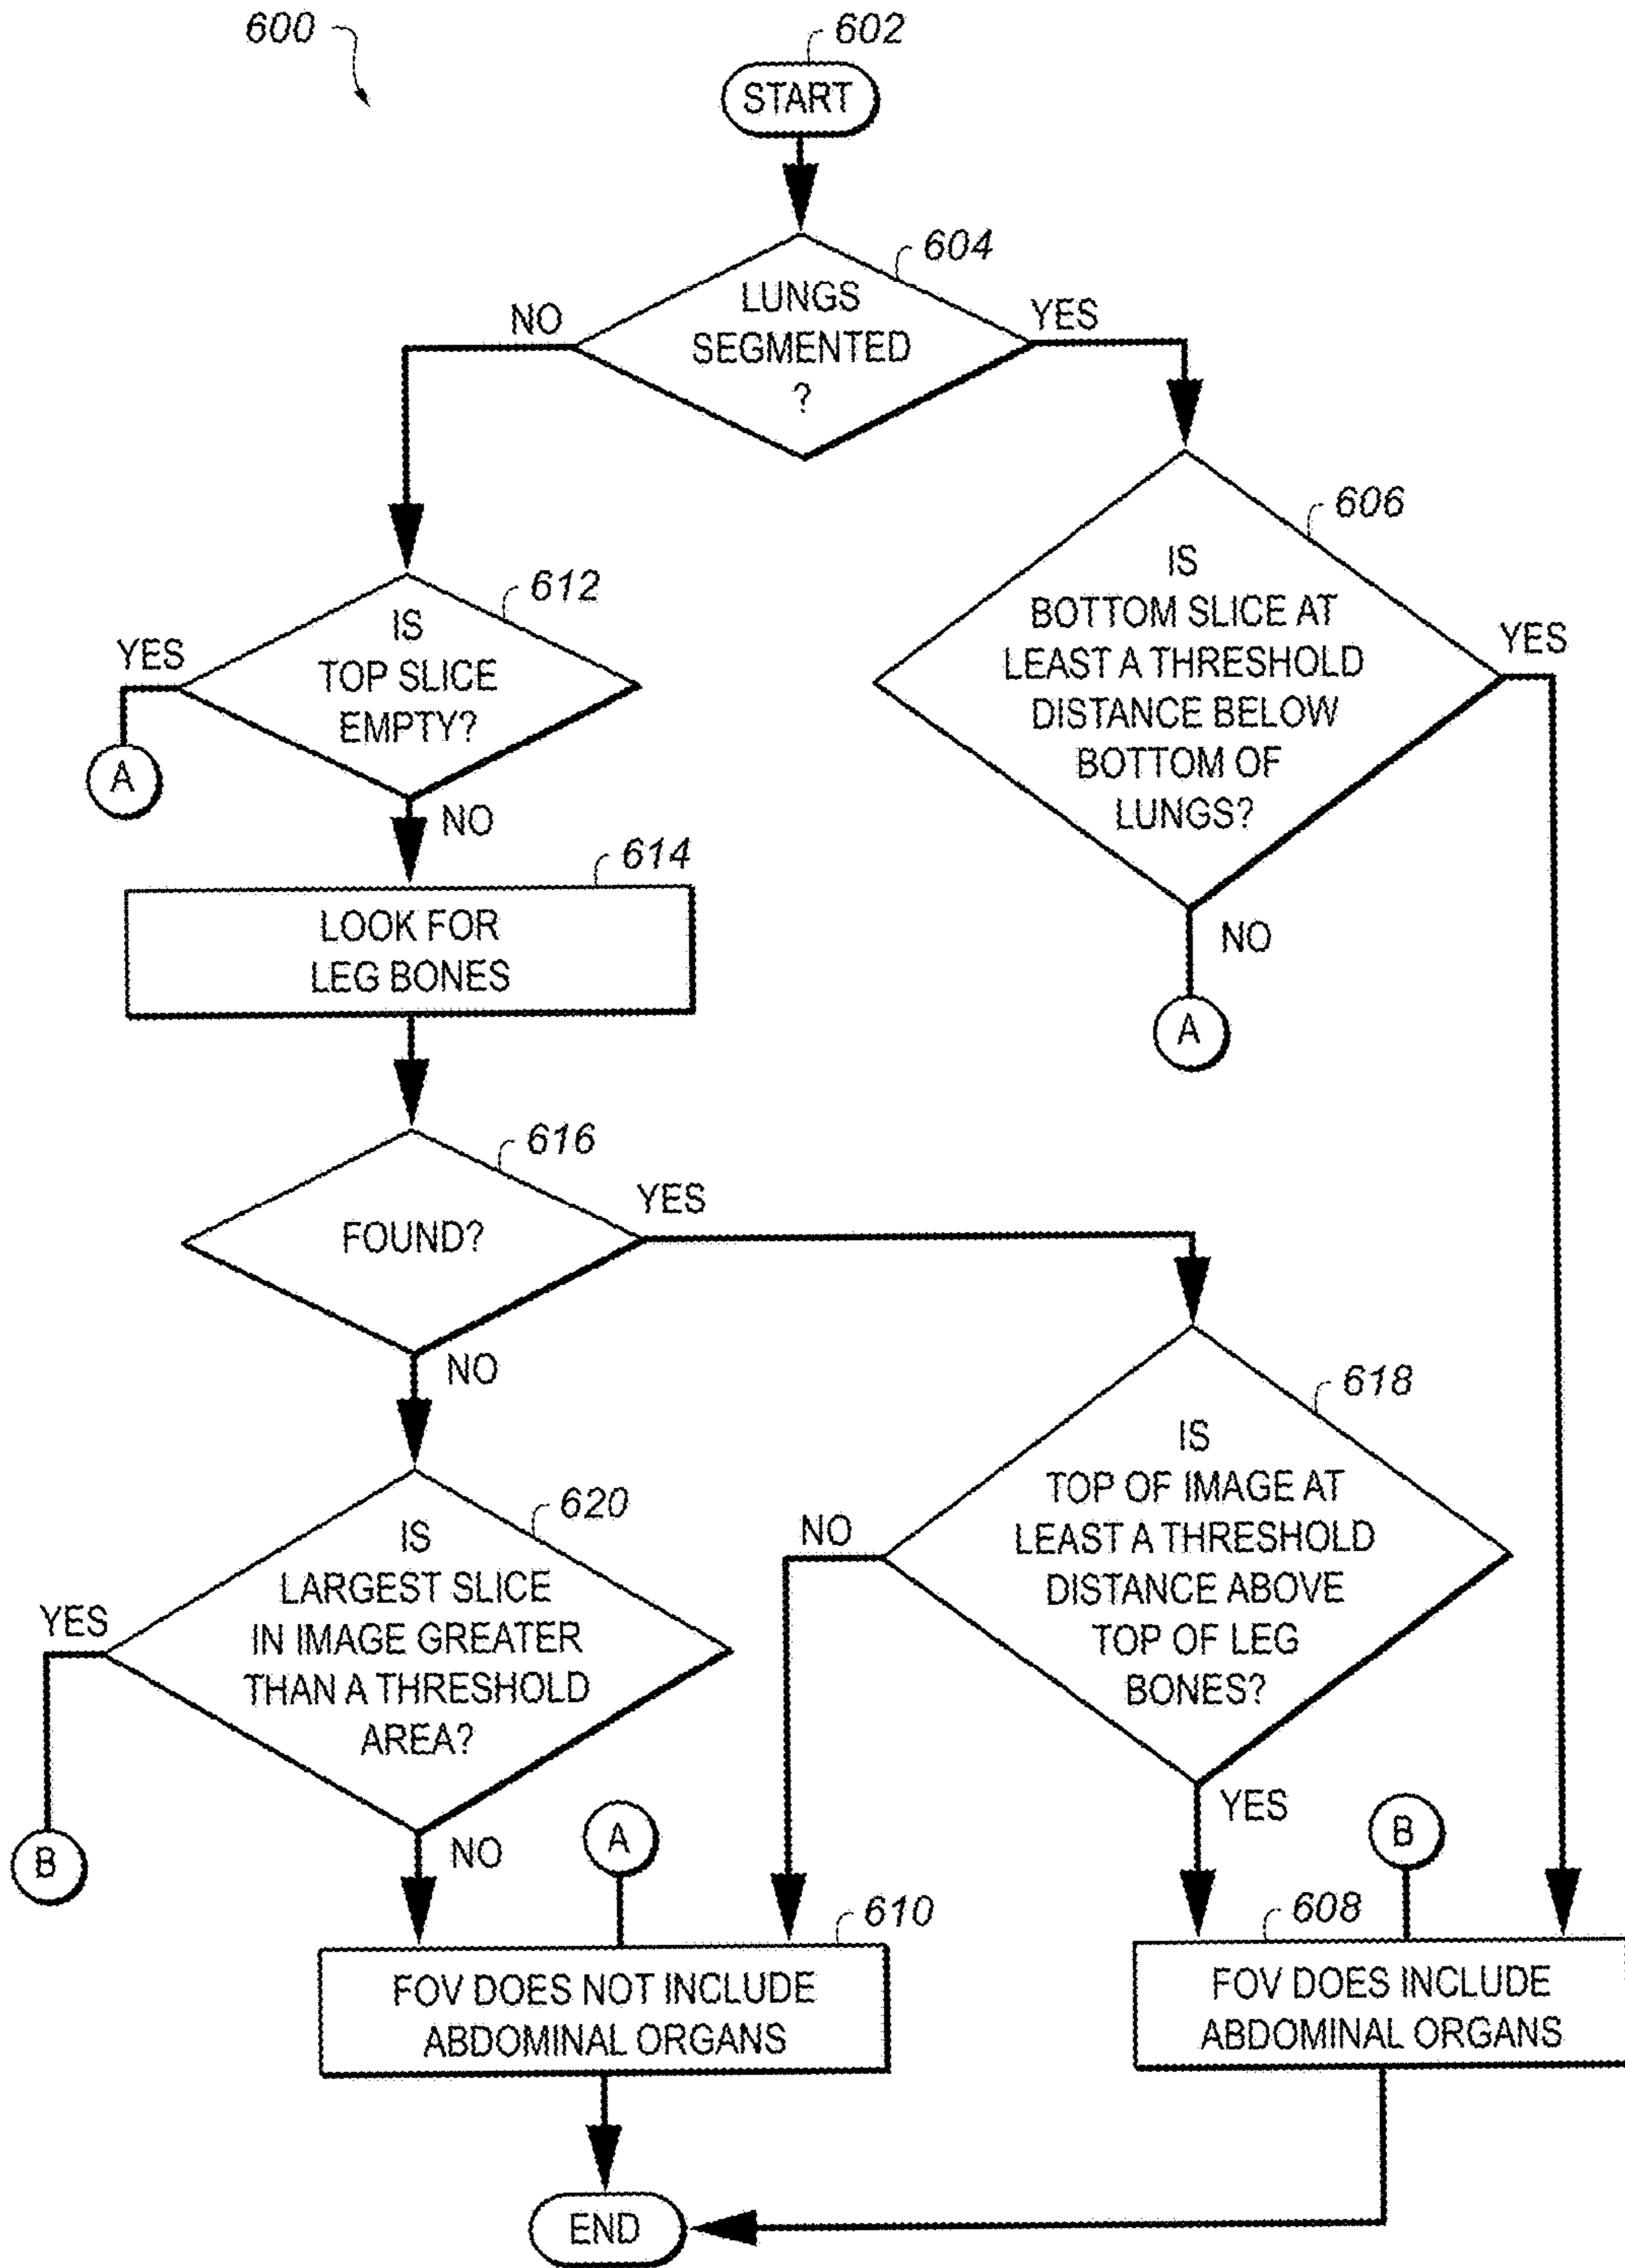 600
602
START
604
LUNGS
SEGMENTED
?
NO
YES
606
IS
BOTTOM SLICE AT
LEAST A THRESHOLD
DISTANCE BELOW
BOTTOM OF
LUNGS?
YES
NO
A
612
IS
TOP SLICE
EMPTY?
YES
A
NO
614
LOOK FOR
LEG BONES
616
FOUND?
YES
NO
618
IS
TOP OF IMAGE AT
LEAST A THRESHOLD
DISTANCE ABOVE
TOP OF LEG
BONES?
NO
YES
620
IS
LARGEST SLICE
IN IMAGE GREATER
THAN A THRESHOLD
AREA?
YES
B
NO
A
B
610
FOV DOES NOT INCLUDE
ABDOMINAL ORGANS
608
FOV DOES INCLUDE
ABDOMINAL ORGANS
END